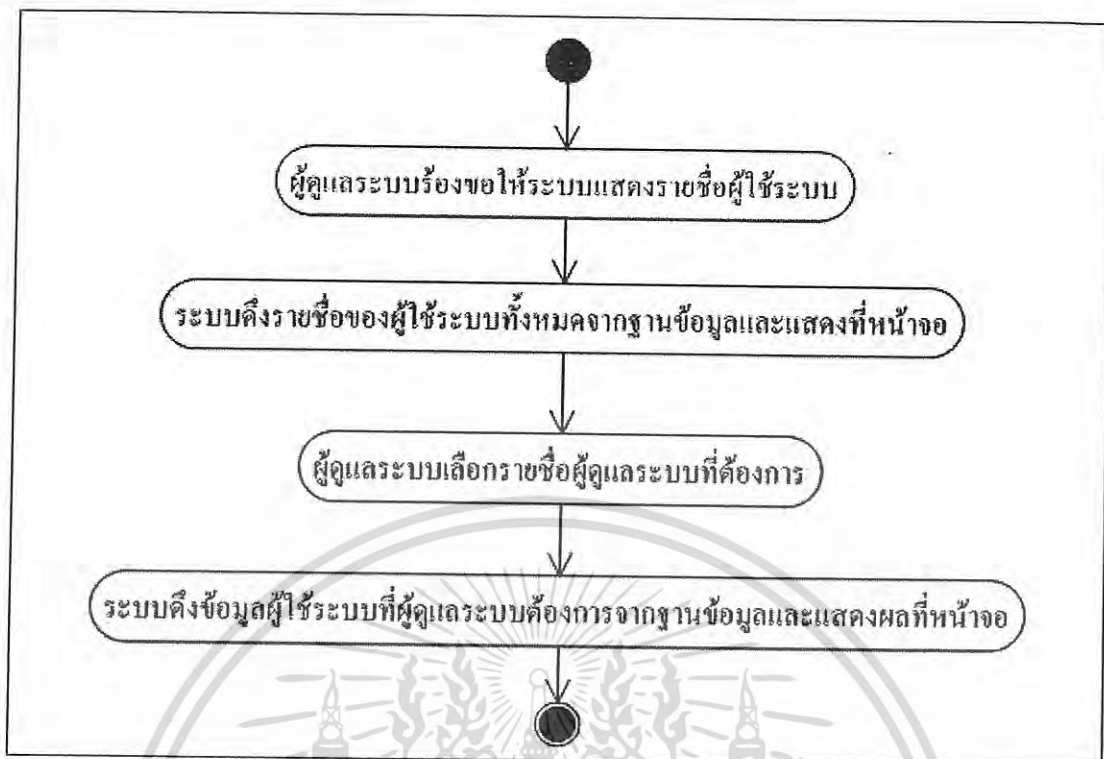 ผู้ดูแลระบบร้องขอให้ระบบแสดงรายชื่อผู้ใช้ระบบ
ระบบดึงรายชื่อของผู้ใช้ระบบทั้งหมดจากฐานข้อมูลและแสดงที่หน้าจอ
ผู้ดูแลระบบเลือกรายชื่อผู้ดูแลระบบที่ต้องการ
ระบบดึงข้อมูลผู้ใช้ระบบที่ผู้ดูแลระบบต้องการจากฐานข้อมูลและแสดงผลที่หน้าจอ